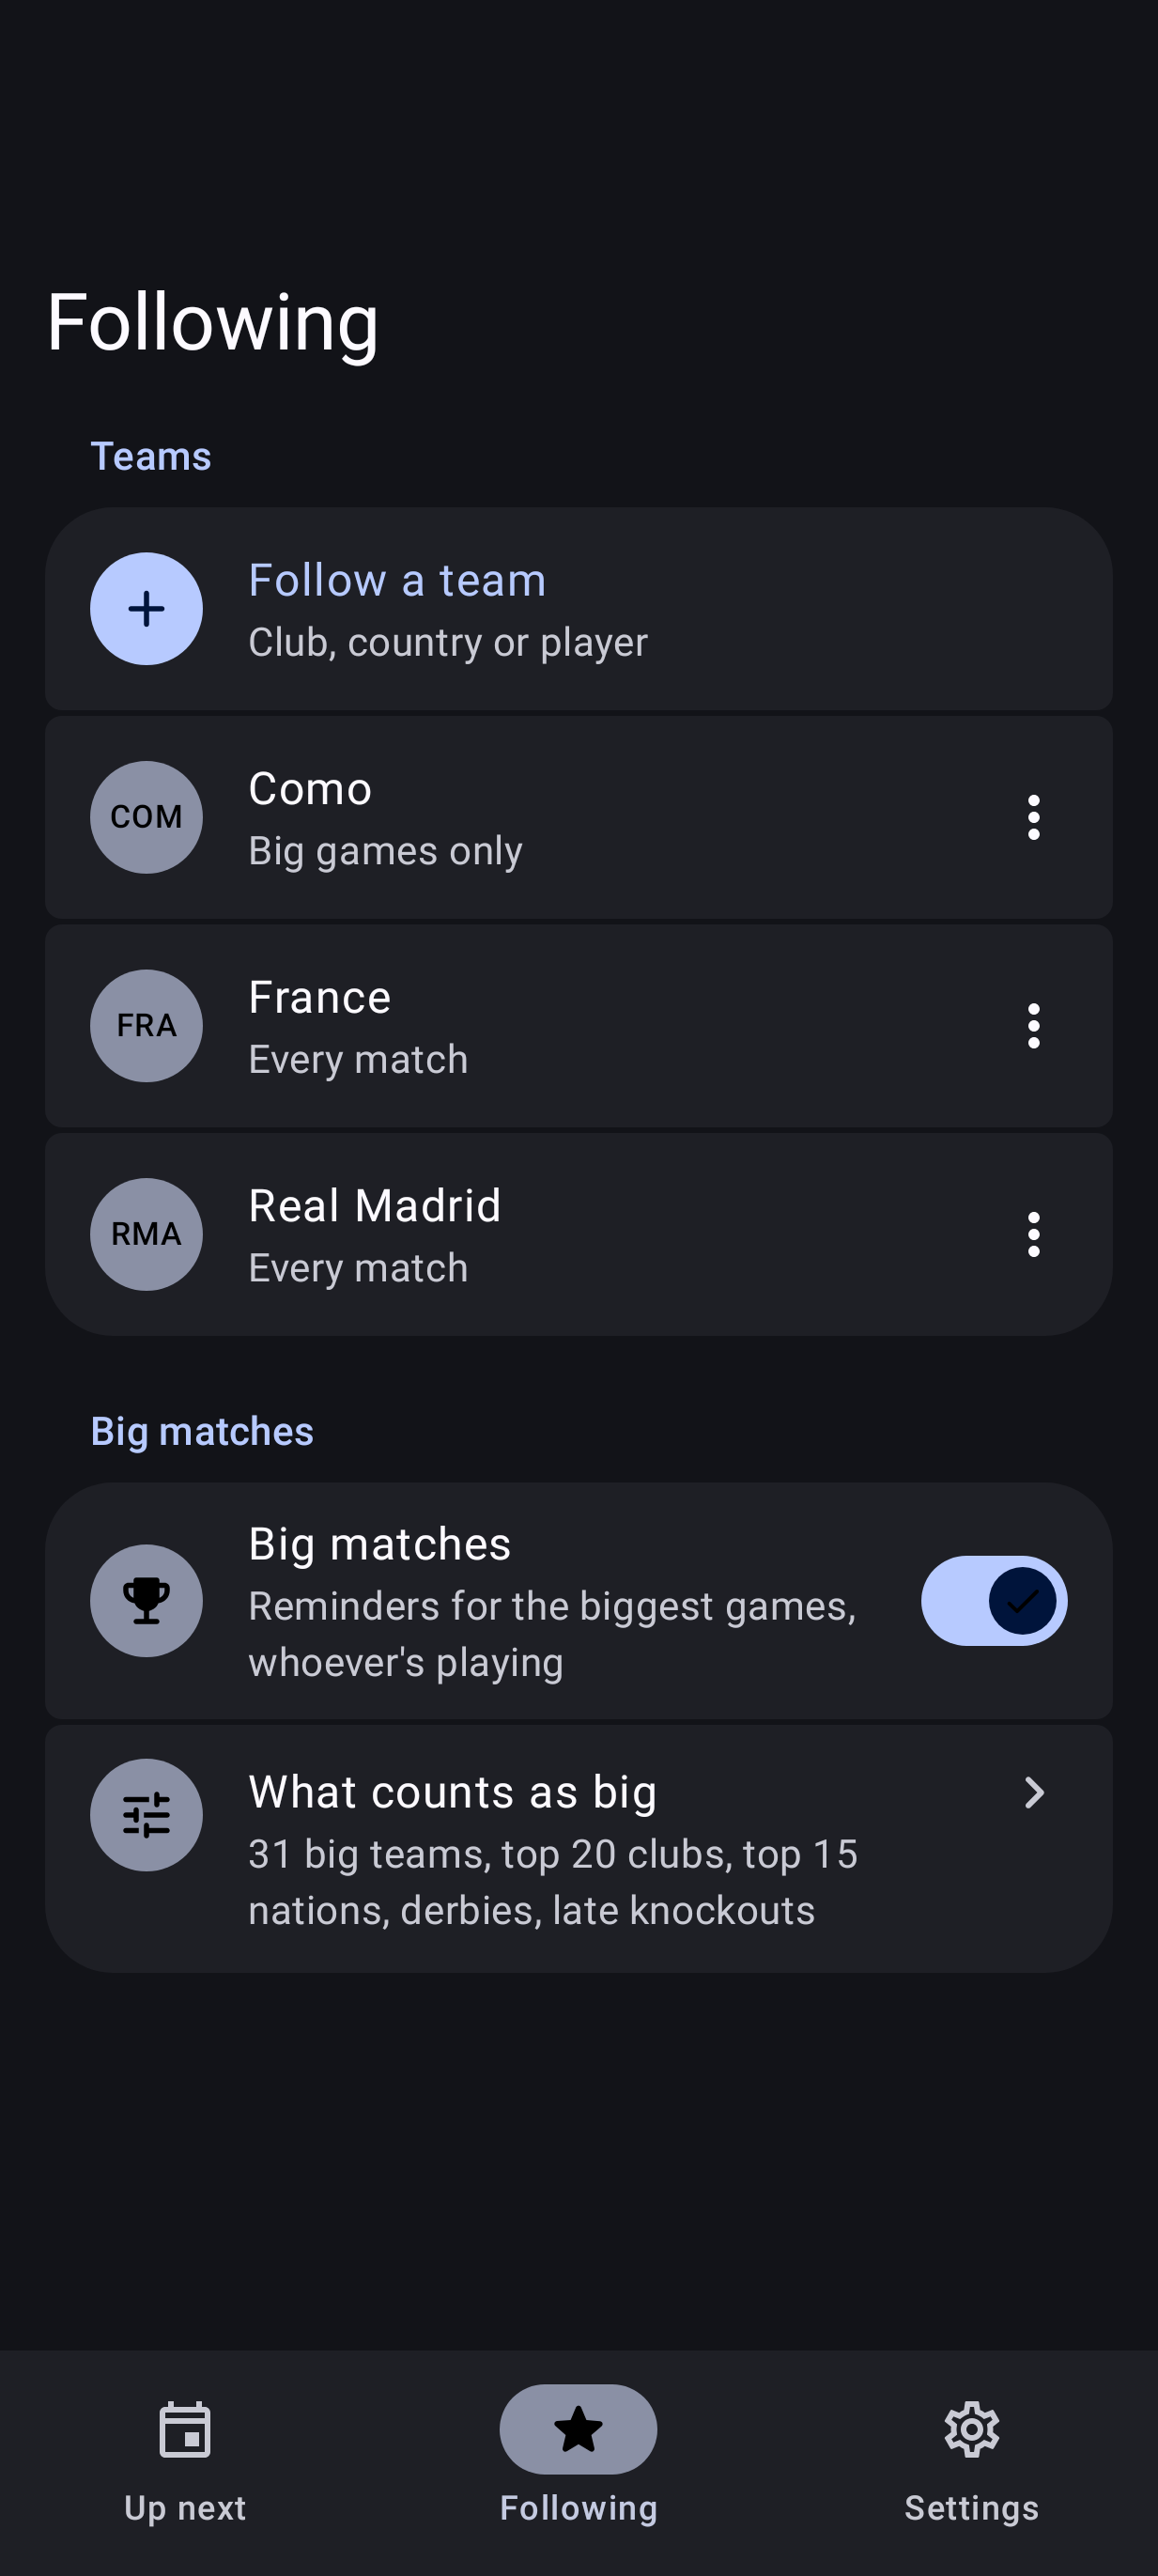 Following
Teams
Follow a team
Club, country or player
COM
Como
Big games only
FRA
France
Every match
RMA
Real Madrid
Every match
Big matches
Big matches
Reminders for the biggest games,
whoever's playing
What counts as big
31 big teams, top 20 clubs, top 15
nations, derbies, late knockouts
Up next
Following
Settings